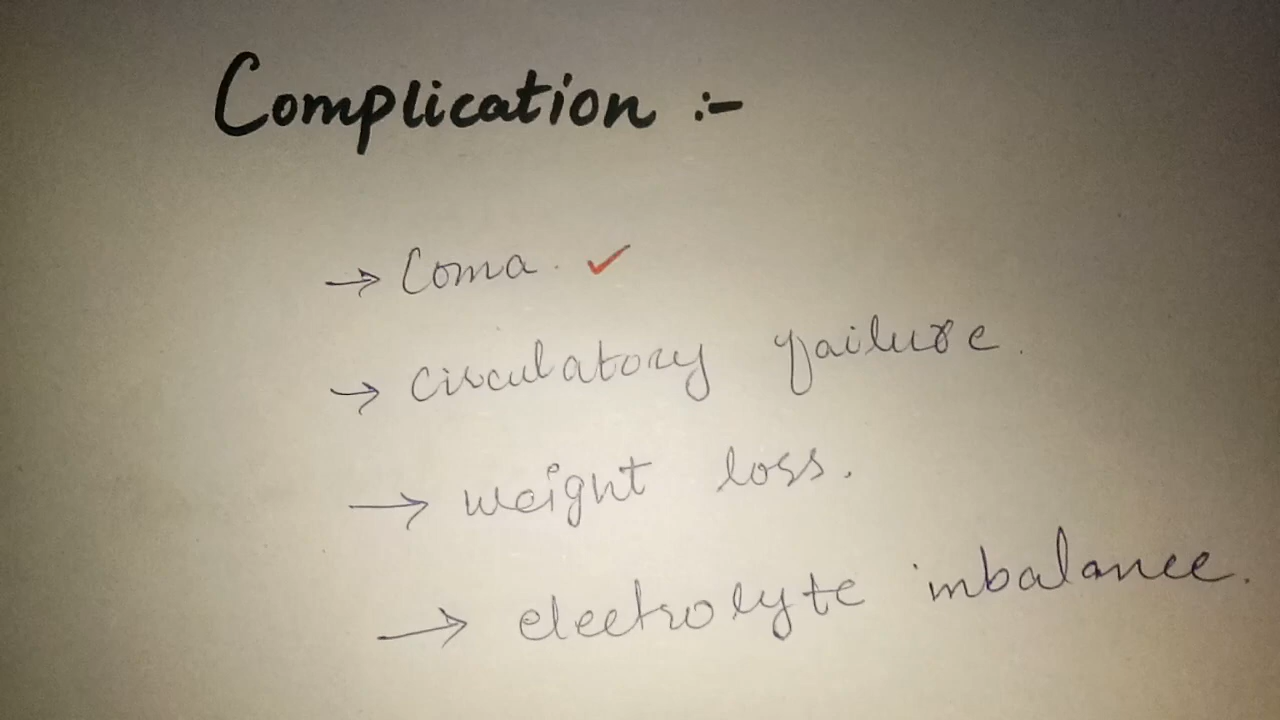 Complication :-
→ Coma. ✓
→ Circulatory failure.
→ weight loss.
→ electrolyte imbalance.